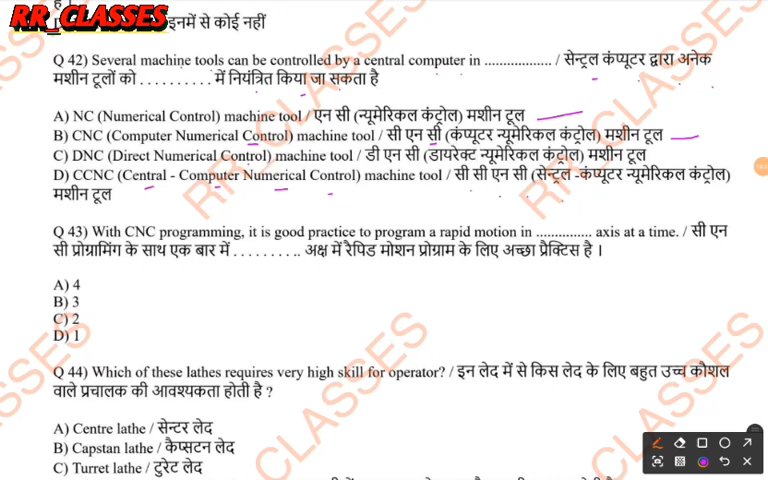 RR_CLASSES
इनमें से कोई नहीं
Q 42) Several machine tools can be controlled by a central computer in .................. / सेन्ट्रल कंप्यूटर द्वारा अनेक
मशीन टूलों को . . . . . . . . . . में नियंत्रित किया जा सकता है
A) NC (Numerical Control) machine tool / एन सी (न्यूमेरिकल कंट्रोल) मशीन टूल
B) CNC (Computer Numerical Control) machine tool / सी एन सी (कंप्यूटर न्यूमेरिकल कंट्रोल) मशीन टूल
C) DNC (Direct Numerical Control) machine tool / डी एन सी (डायरेक्ट न्यूमेरिकल कंट्रोल) मशीन टूल
D) CCNC (Central - Computer Numerical Control) machine tool / सी सी एन सी (सेन्ट्रल -कंप्यूटर न्यूमेरिकल कंट्रोल)
मशीन टूल
Q 43) With CNC programming, it is good practice to program a rapid motion in ............... axis at a time. / सी एन
सी प्रोग्रामिंग के साथ एक बार में . . . . . . . . .. अक्ष में रैपिड मोशन प्रोग्राम के लिए अच्छा प्रैक्टिस है ।
A) 4
B) 3
C) 2
D) 1
Q 44) Which of these lathes requires very high skill for operator? / इन लेद में से किस लेद के लिए बहुत उच्च कौशल
वाले प्रचालक की आवश्यकता होती है ?
A) Centre lathe / सेन्टर लेद
B) Capstan lathe / कैप्सटन लेद
C) Turret lathe / टुरेट लेद
RR_CLASSES
RR_CLASSES